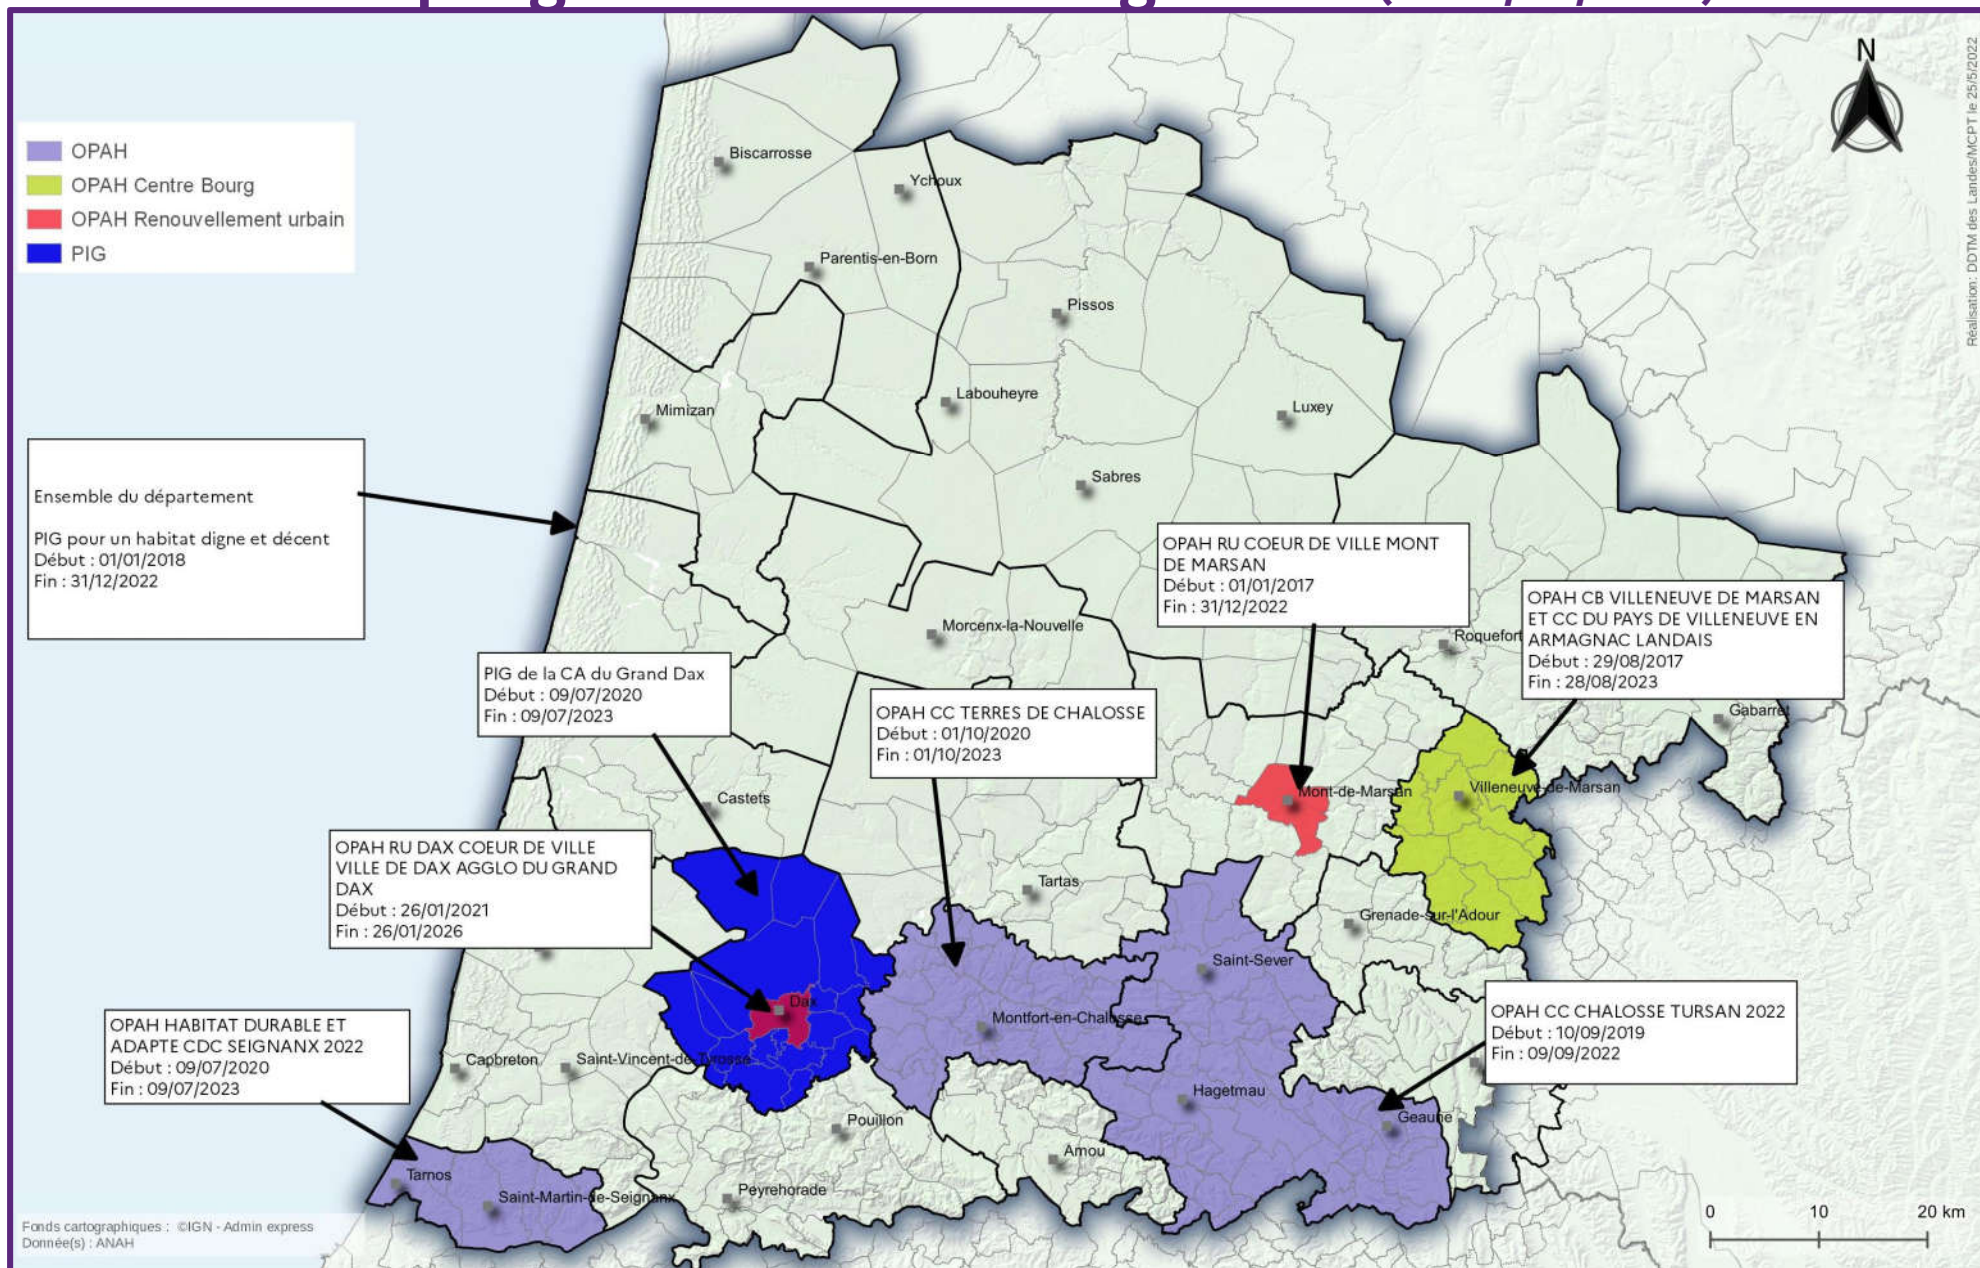 OPAH
OPAH Centre Bourg
OPAH Renouvellement urbain
PIG
N
Réalisation: DDTM des Landes/MCPT le 25/5/2022
Biscarrosse
Ychoux
Parentis-en-Born
Pissos
Labouheyre
Mimizan
Luxey
Sabres
Ensemble du département
PIG pour un habitat digne et décent
Début : 01/01/2018
Fin : 31/12/2022
OPAH RU COEUR DE VILLE MONT
DE MARSAN
Début : 01/01/2017
Fin : 31/12/2022
OPAH CB VILLENEUVE DE MARSAN
ET CC DU PAYS DE VILLENEUVE EN
ARMAGNAC LANDAIS
Début : 29/08/2017
Fin : 28/08/2023
Morcenx-la-Nouvelle
Roquefort
PIG de la CA du Grand Dax
Début : 09/07/2020
Fin : 09/07/2023
OPAH CC TERRES DE CHALOSSE
Début : 01/10/2020
Fin : 01/10/2023
Gabarret
Castets
Mont-de-Marsan
Villeneuve-de-Marsan
OPAH RU DAX COEUR DE VILLE
VILLE DE DAX AGGLO DU GRAND
DAX
Début : 26/01/2021
Fin : 26/01/2026
Tartas
Grenade-sur-l'Adour
Saint-Sever
Dax
Montfort-en-Chalosse
OPAH CC CHALOSSE TURSAN 2022
Début : 10/09/2019
Fin : 09/09/2022
OPAH HABITAT DURABLE ET
ADAPTE CDC SEIGNANX 2022
Début : 09/07/2020
Fin : 09/07/2023
Capbreton
Saint-Vincent-de-Tyrosse
Hagetmau
Geaune
Pouillon
Amou
Tarnos
Saint-Martin-de-Seignanx
Peyrehorade
Fonds cartographiques : ©IGN - Admin express
Donnée(s) : ANAH
0 10 20 km